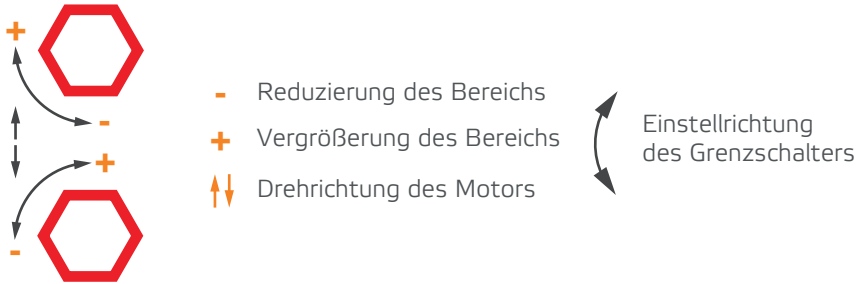 +
-
+
-
- Reduzierung des Bereichs
+ Vergrößerung des Bereichs
Drehrichtung des Motors
Einstellrichtung
des Grenzschalters